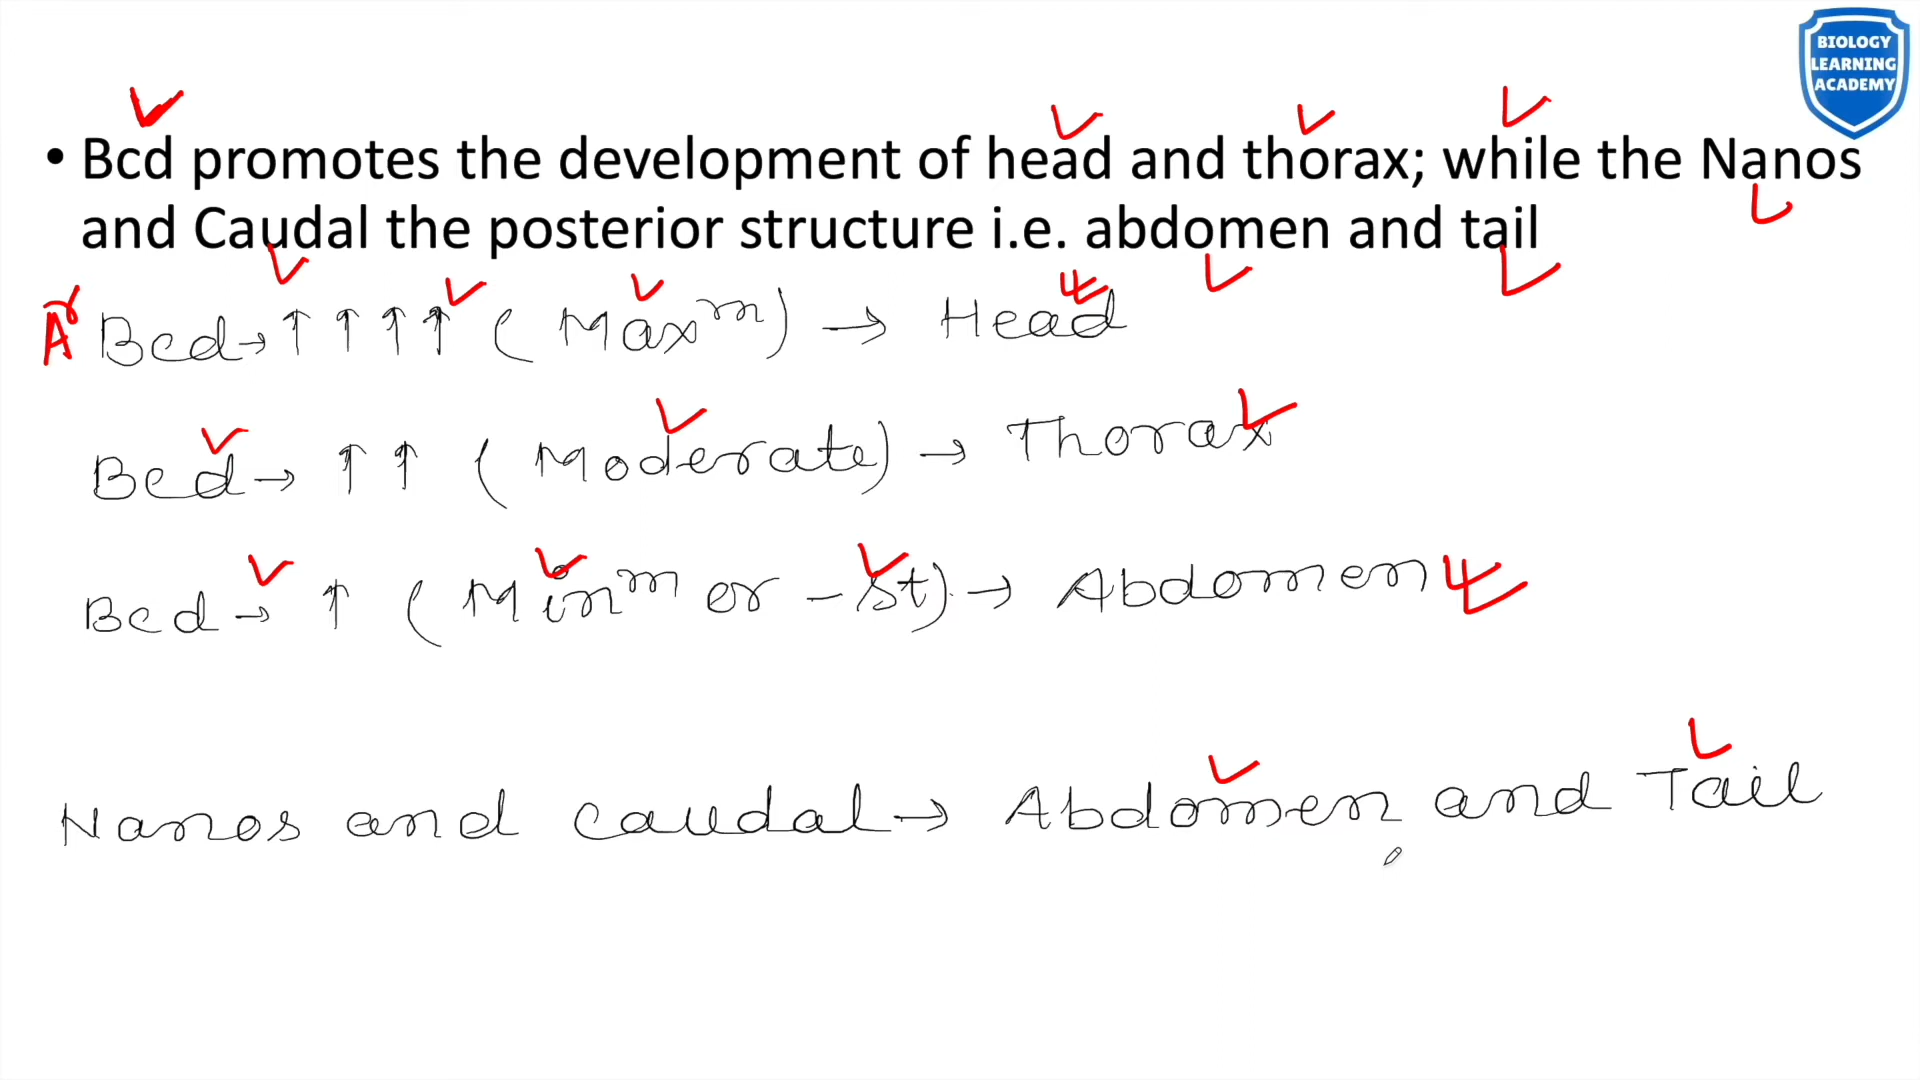 BIOLOGY
LEARNING
ACADEMY
• Bcd promotes the development of head and thorax; while the Nanos
and Caudal the posterior structure i.e. abdomen and tail
Bcd → ↑ ↑ ↑ ↑ ( Maxᵐ ) → Head
Bcd → ↑ ↑ ( Moderate) → Thorax
Bcd → ↑ ( Minᵐ or - St) → Abdomen
Nanos and Caudal → Abdomen and Tail